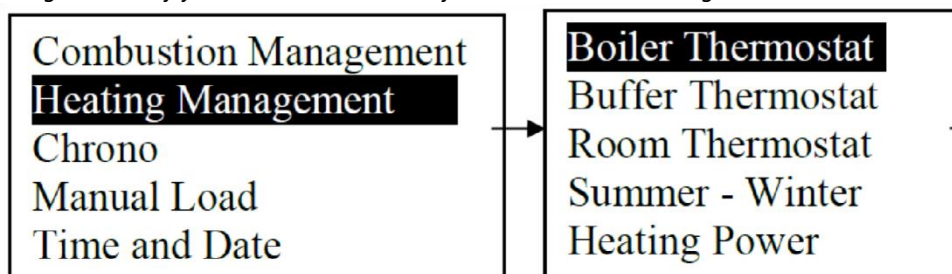 Combustion Management
Heating Management
Chrono
Manual Load
Time and Date
Boiler Thermostat
Buffer Thermostat
Room Thermostat
Summer - Winter
Heating Power